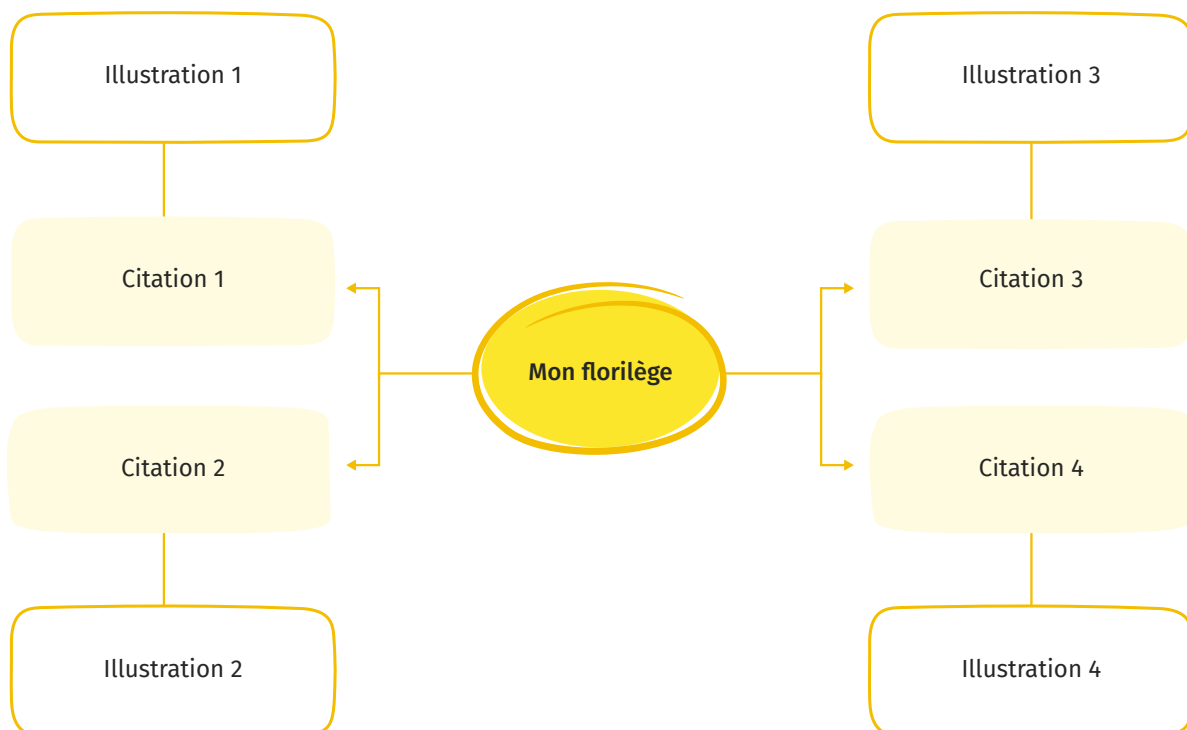 Illustration 1
Illustration 3
Citation 1
Citation 3
Mon florilège
Citation 2
Citation 4
Illustration 2
Illustration 4